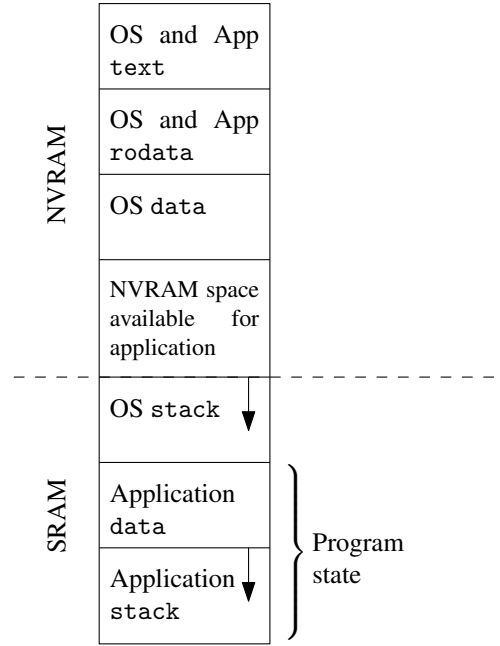 OS and App
text
OS and App
rodata
OS data
NVRAM space
available for
application
NVRAM
OS stack
Application
data
Application
stack
SRAM
Program
state